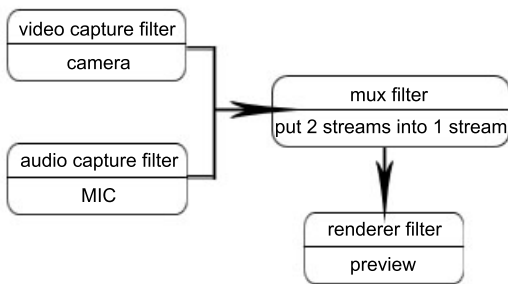 video capture filter
camera
audio capture filter
MIC
mux filter
put 2 streams into 1 stream
renderer filter
preview